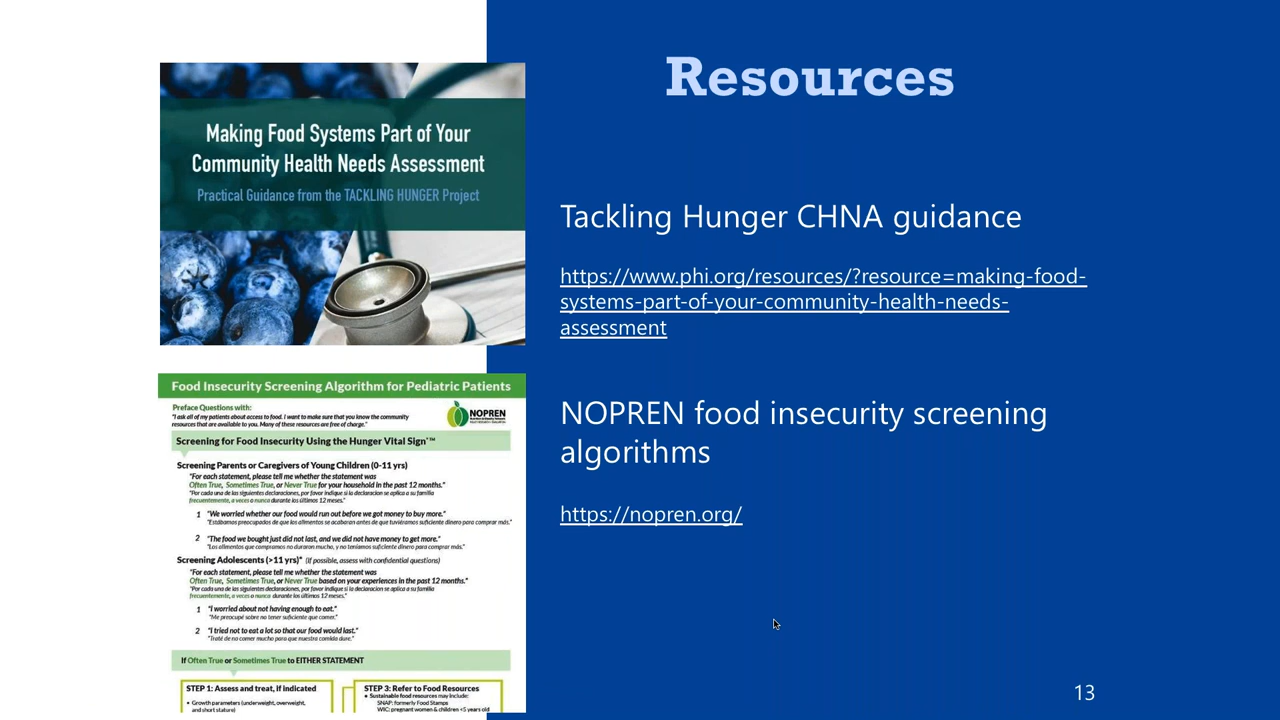 Resources
Making Food Systems Part of Your
Community Health Needs Assessment
Practical Guidance from the TACKLING HUNGER Project
Tackling Hunger CHNA guidance
https://www.phi.org/resources/?resource=making-food-
systems-part-of-your-community-health-needs-
assessment
Food Insecurity Screening Algorithm for Pediatric Patients
Preface Questions with:
"I ask all of my patients about access to food. I want to make sure that you know the community
resources that are available to you. Many of these resources are free of charge."
NOPREN
Screening for Food Insecurity Using the Hunger Vital Sign™
Screening Parents or Caregivers of Young Children (0-11 yrs)
"For each statement, please tell me whether the statement was
Often True, Sometimes True, or Never True for your household in the past 12 months."
"Por cada una de las siguientes declaraciones, por favor indique si la declaracion se aplica a su familia
frecuentemente, a veces o nunca durante los últimos 12 meses."
1 "We worried whether our food would run out before we got money to buy more."
"Estábamos preocupados de que los alimentos se acabaran antes de que tuviéramos suficiente dinero para comprar más."
2 "The food we bought just did not last, and we did not have money to get more."
"Los alimentos que compramos no duraron mucho, y no teníamos suficiente dinero para comprar más."
Screening Adolescents (>11 yrs)* (If possible, assess with confidential questions)
"For each statement, please tell me whether the statement was
Often True, Sometimes True, or Never True based on your experiences in the past 12 months."
"Por cada una de las siguientes declaraciones, por favor indique si la declaracion se aplica a su familia
frecuentemente, a veces o nunca durante los últimos 12 meses."
1 "I worried about not having enough to eat."
"Me preocupé sobre no tener suficiente que comer."
2 "I tried not to eat a lot so that our food would last."
"Traté de no comer mucho para que nuestra comida dure."
If Often True or Sometimes True to EITHER STATEMENT
STEP 1: Assess and treat, if indicated
• Growth parameters (underweight, overweight,
and short stature)
STEP 3: Refer to Food Resources
• Sustainable food resources may include:
SNAP: formerly Food Stamps
WIC: pregnant women & children <5 years old
NOPREN food insecurity screening
algorithms
https://nopren.org/
13